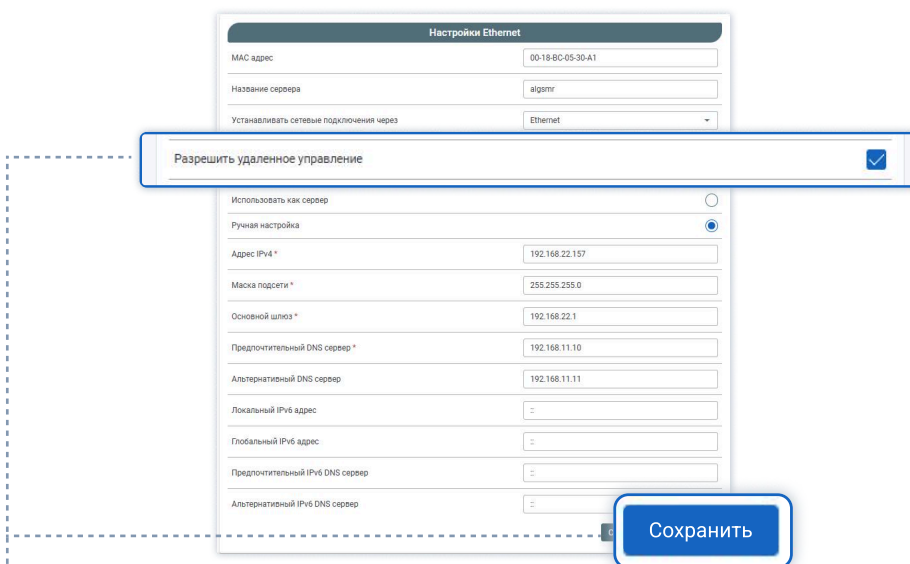 Настройки Ethernet
MAC адрес 00-18-BC-05-30-A1
Название сервера algsmr
Устанавливать сетевые подключения через Ethernet
Разрешить удаленное управление
Использовать как сервер
Ручная настройка
Адрес IPv4 * 192.168.22.157
Маска подсети * 255.255.255.0
Основной шлюз * 192.168.22.1
Предпочтительный DNS сервер * 192.168.11.10
Альтернативный DNS сервер 192.168.11.11
Локальный IPv6 адрес ::
Глобальный IPv6 адрес ::
Предпочтительный IPv6 DNS сервер ::
Альтернативный IPv6 DNS сервер ::
Сохранить